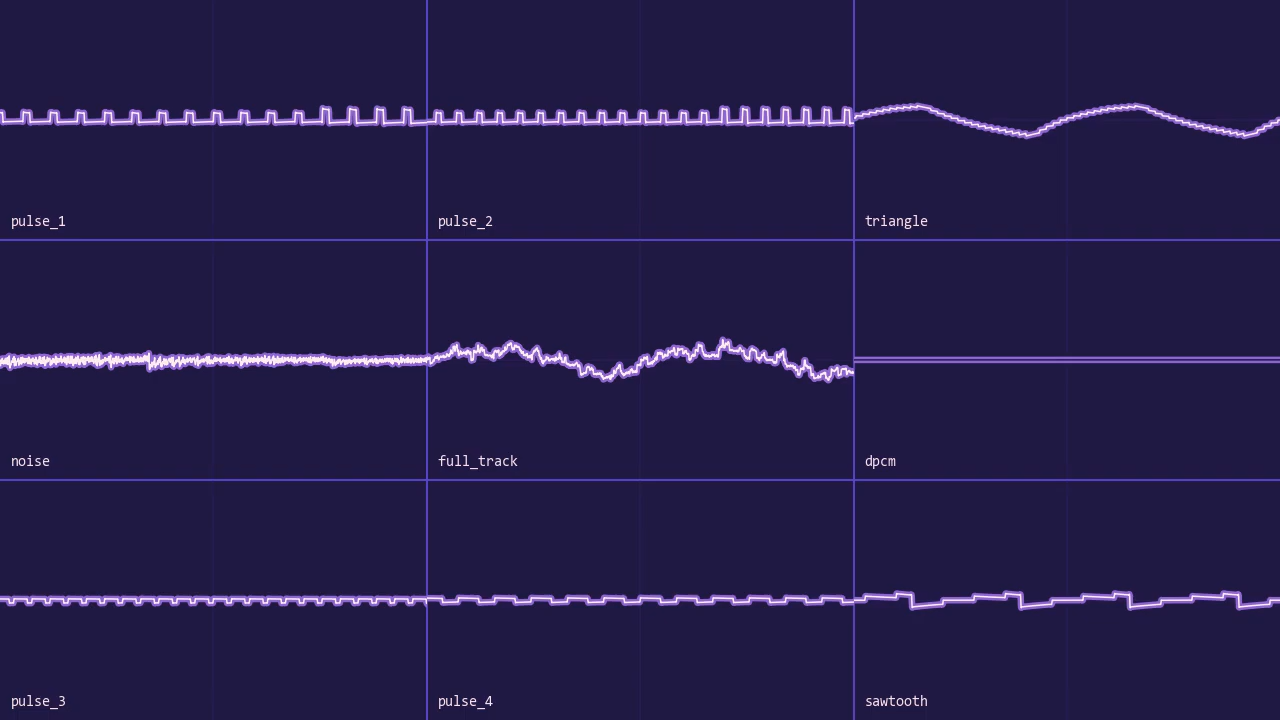 pulse_1
pulse_2
triangle
noise
full_track
dpcm
pulse_3
pulse_4
sawtooth